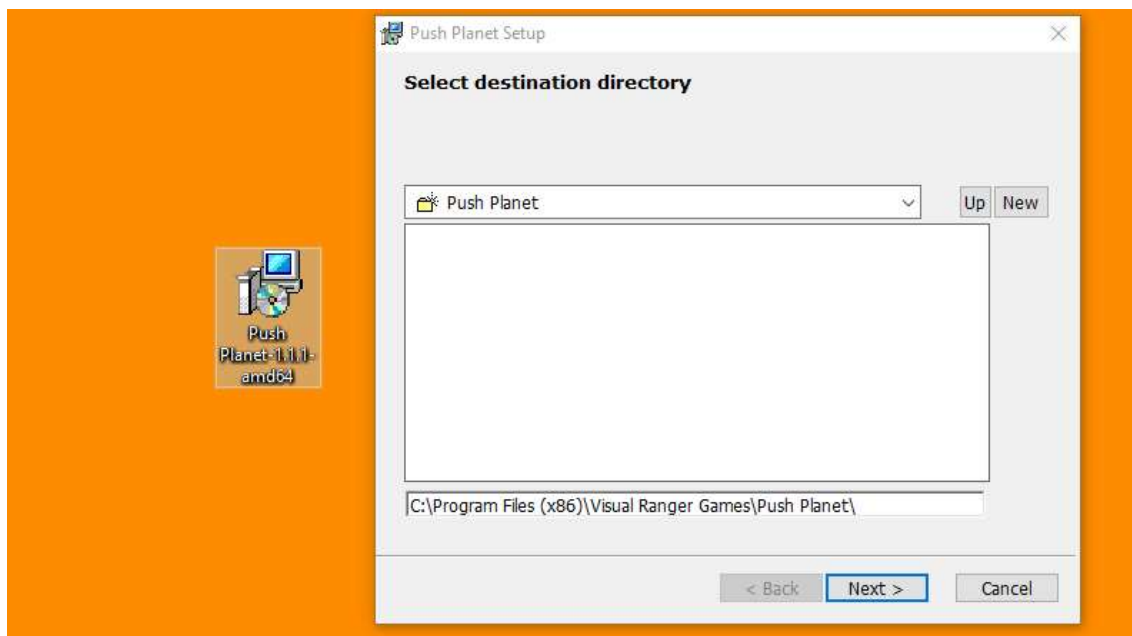 Push Planet Setup
Select destination directory
Push Planet
Up New
C:\Program Files (x86)\Visual Ranger Games\Push Planet\
< Back Next > Cancel
Push
Planet-1.1.1-
amd64